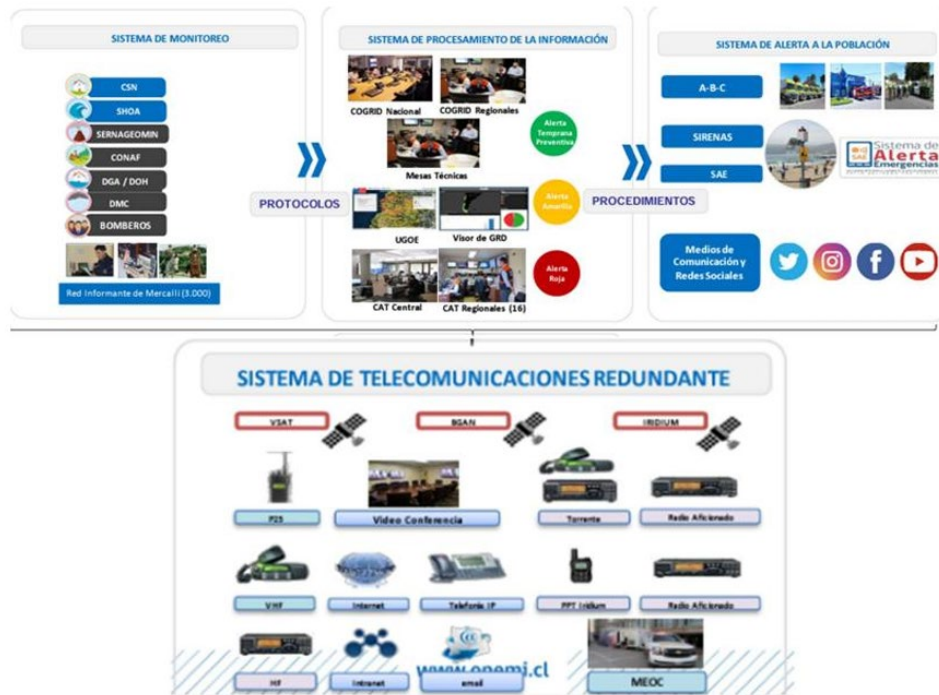 SISTEMA DE MONITOREO
CSN
SHOA
SERNAGEOMIN
CONAF
DGA / DOH
DMC
BOMBEROS
Red Informante de Mercalli (3.000)
PROTOCOLOS
SISTEMA DE PROCESAMIENTO DE LA INFORMACIÓN
COGRID Nacional
COGRID Regionales
Mesas Técnicas
UGOE
Visor de GRD
CAT Central
CAT Regionales (16)
Alerta
Temprana
Preventiva
Alerta
Amarilla
Alerta
Roja
PROCEDIMIENTOS
SISTEMA DE ALERTA A LA POBLACIÓN
A-B-C
SIRENAS
SAE
SAE
Sistema de
Alerta
Emergencias
Medios de
Comunicación y
Redes Sociales
SISTEMA DE TELECOMUNICACIONES REDUNDANTE
VSAT
BGAN
IRIDIUM
P25
Video Conferencia
Torrente
Radio Aficionado
VHF
Internet
Telefonía IP
PPT Iridium
Radio Aficionado
HF
Intranet
email
MEOC
www.onemi.cl